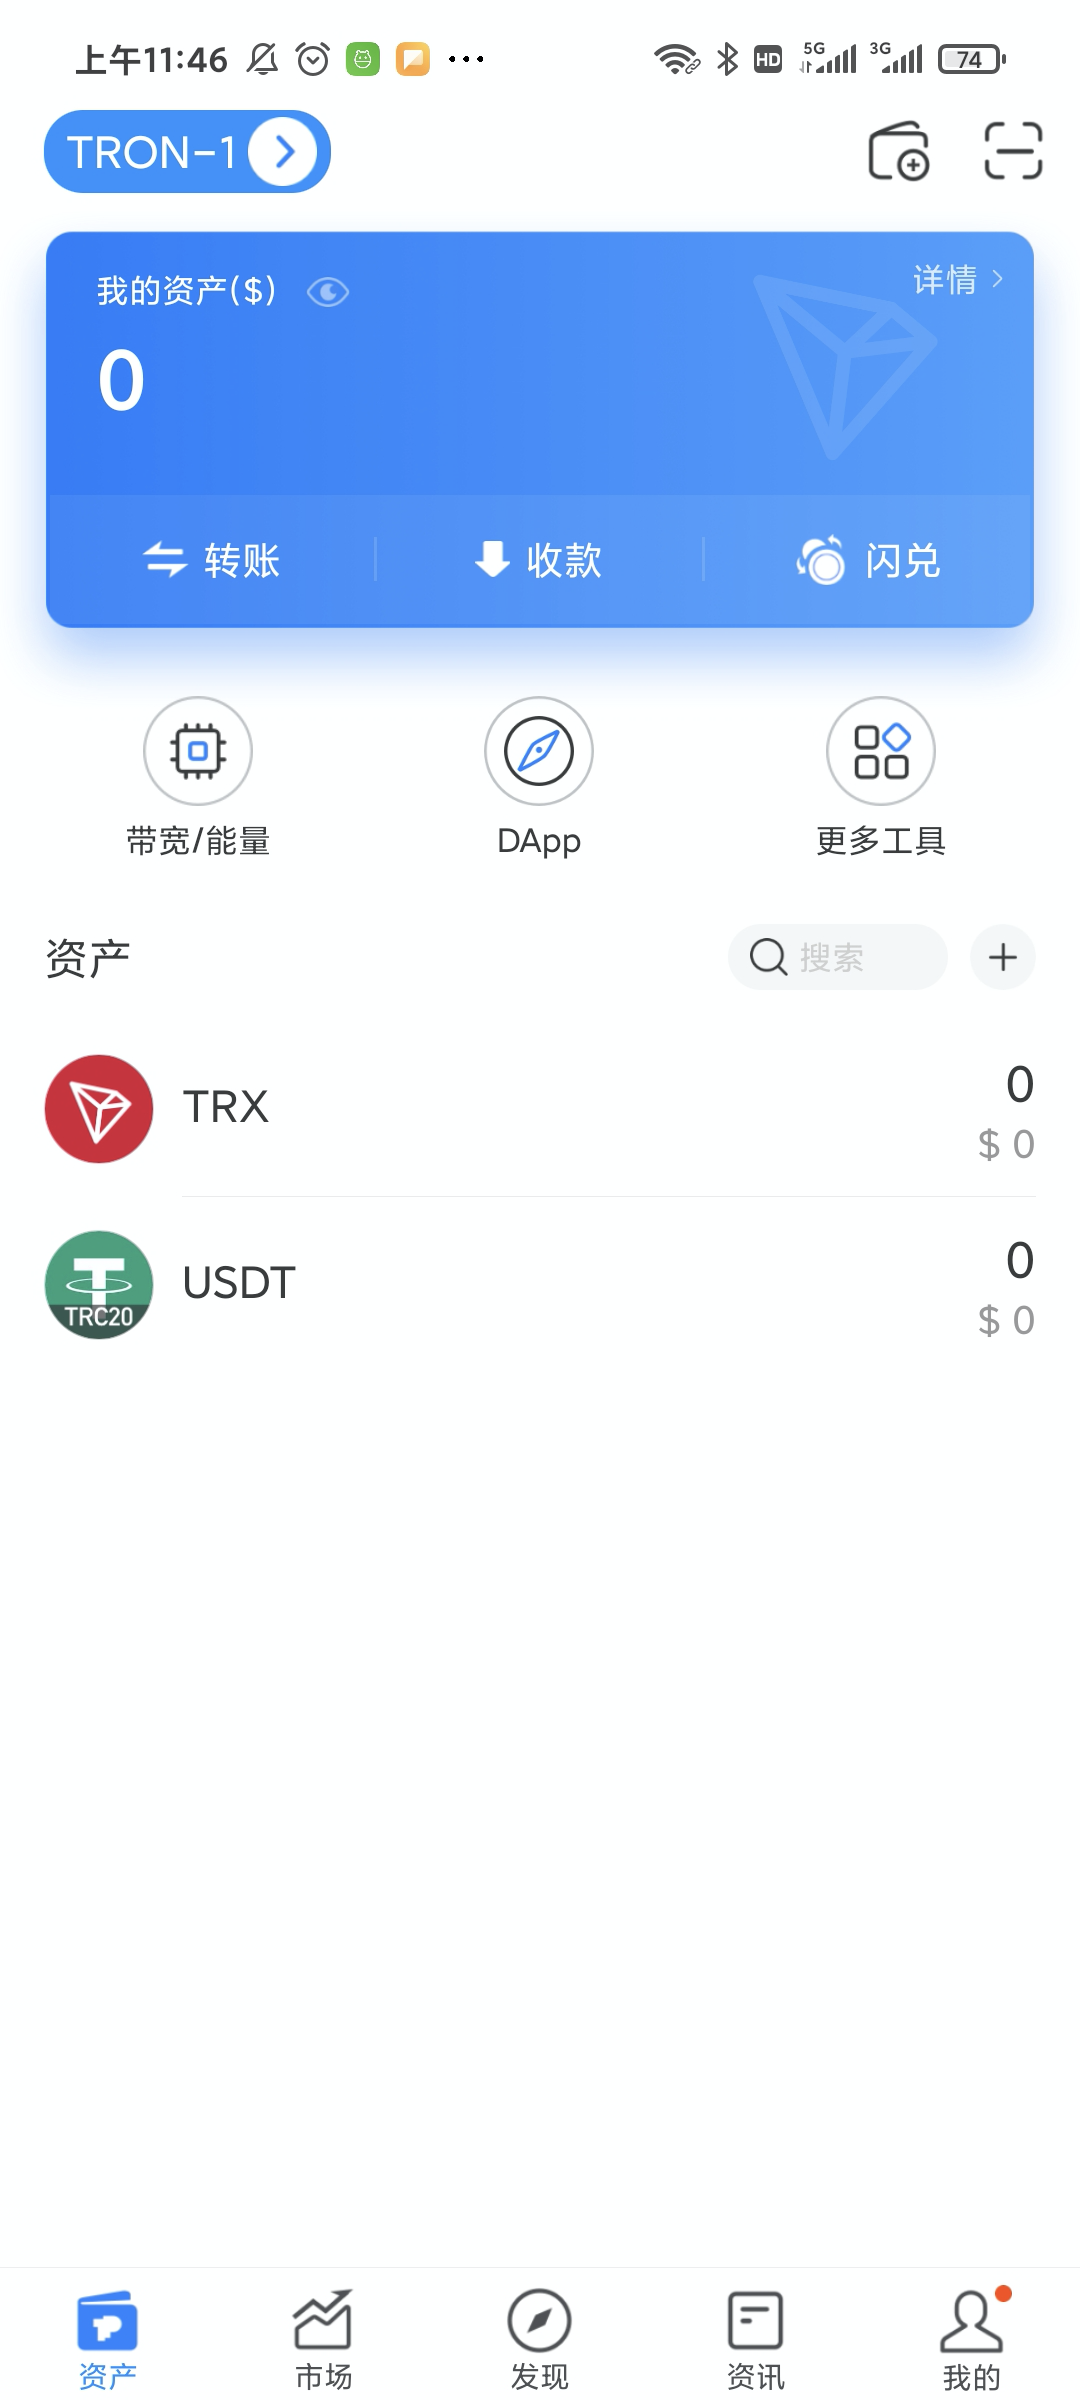 上午11:46
HD 5G 3G 74
TRON-1
我的资产($)
详情
0
转账
收款
闪兑
带宽/能量
DApp
更多工具
资产
搜索
TRX
0
$ 0
USDT
TRC20
0
$ 0
资产
市场
发现
资讯
我的